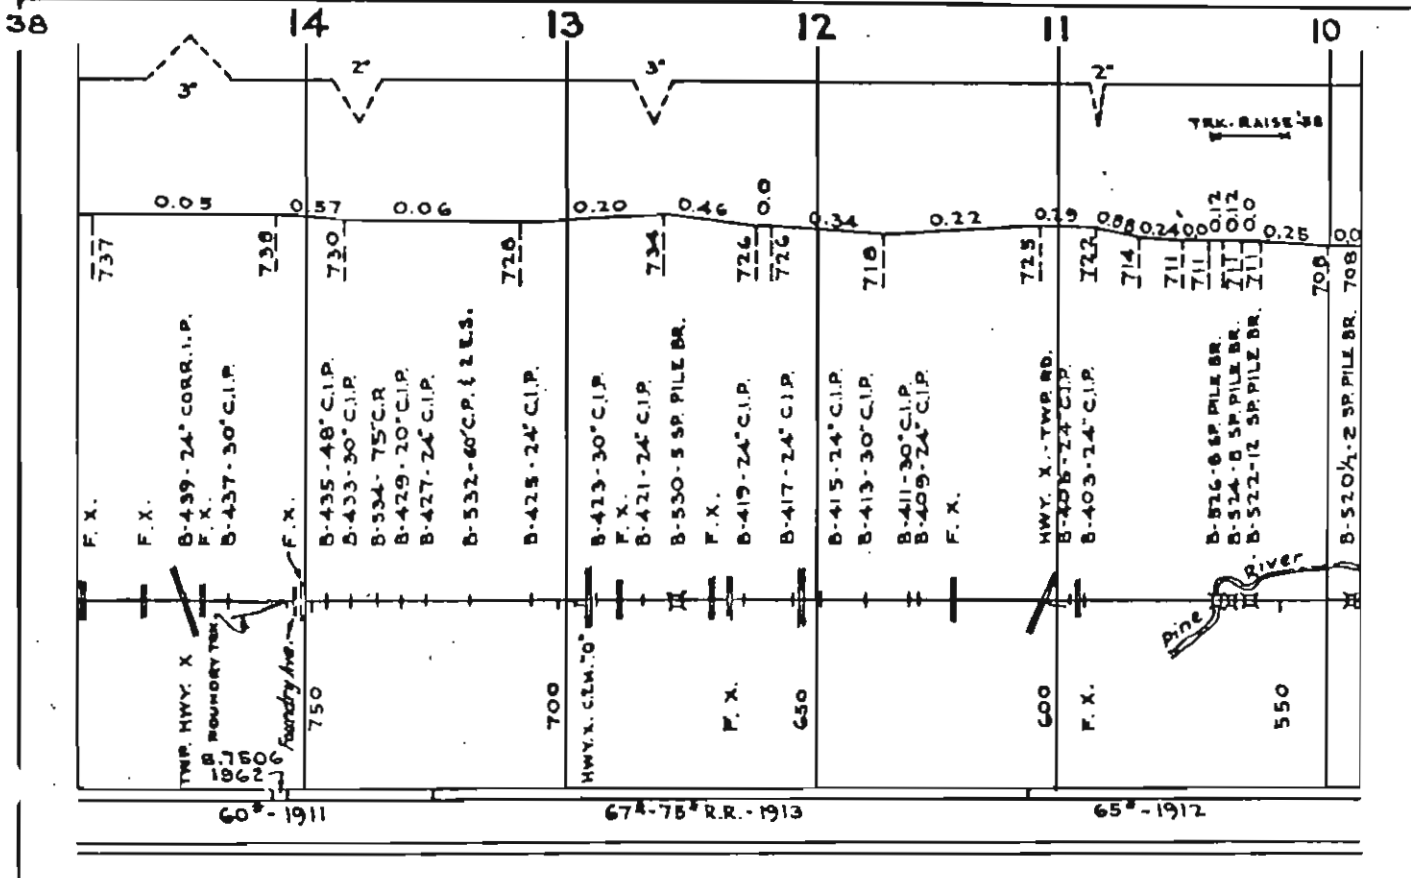 38
14
13
12
11
10
3°
2°
3°
2°
TRK. RAISE '38
0.05
0.57
0.06
0.20
0.46
0.0
0.34
0.22
0.29
0.88
0.24
0.0
0.12
0.12
0.0
0.25
0.0
737
738
730
728
734
726
726
718
725
722
714
711
711
711
711
708
708
F. X.
F. X.
B-439-24" CORR. I. P.
F. X.
B-437-30" C.I.P.
F. X.
B-435-48" C.I.P.
B-433-30" C.I.P.
B-534-75" C.P.
B-429-20" C.I.P.
B-427-24" C.I.P.
B-532-60" C.P. & 2 E.S.
B-425-24" C.I.P.
B-423-30" C.I.P.
F. X.
B-421-24" C.I.P.
B-530-5 SP. PILE BR.
F. X.
B-419-24" C.I.P.
B-417-24" C.I.P.
B-415-24" C.I.P.
B-413-30" C.I.P.
B-411-30" C.I.P.
B-409-24" C.I.P.
F. X.
HWY. X.-TWP. RD.
B-405-24" C.I.P.
B-403-24" C.I.P.
B-526-8 SP. PILE BR.
B-524-8 SP. PILE BR.
B-522-12 SP. PILE BR.
B-520½-2 SP. PILE BR.
Pine River
TWP. HWY. X
FOUNDRY TRK.
Foundry Ave.
750
700
HWY. X. C.T.H. "O"
F. X.
650
600
F. X.
550
B.7506
1862
60#-1911
67#-75# R.R.-1913
65#-1912